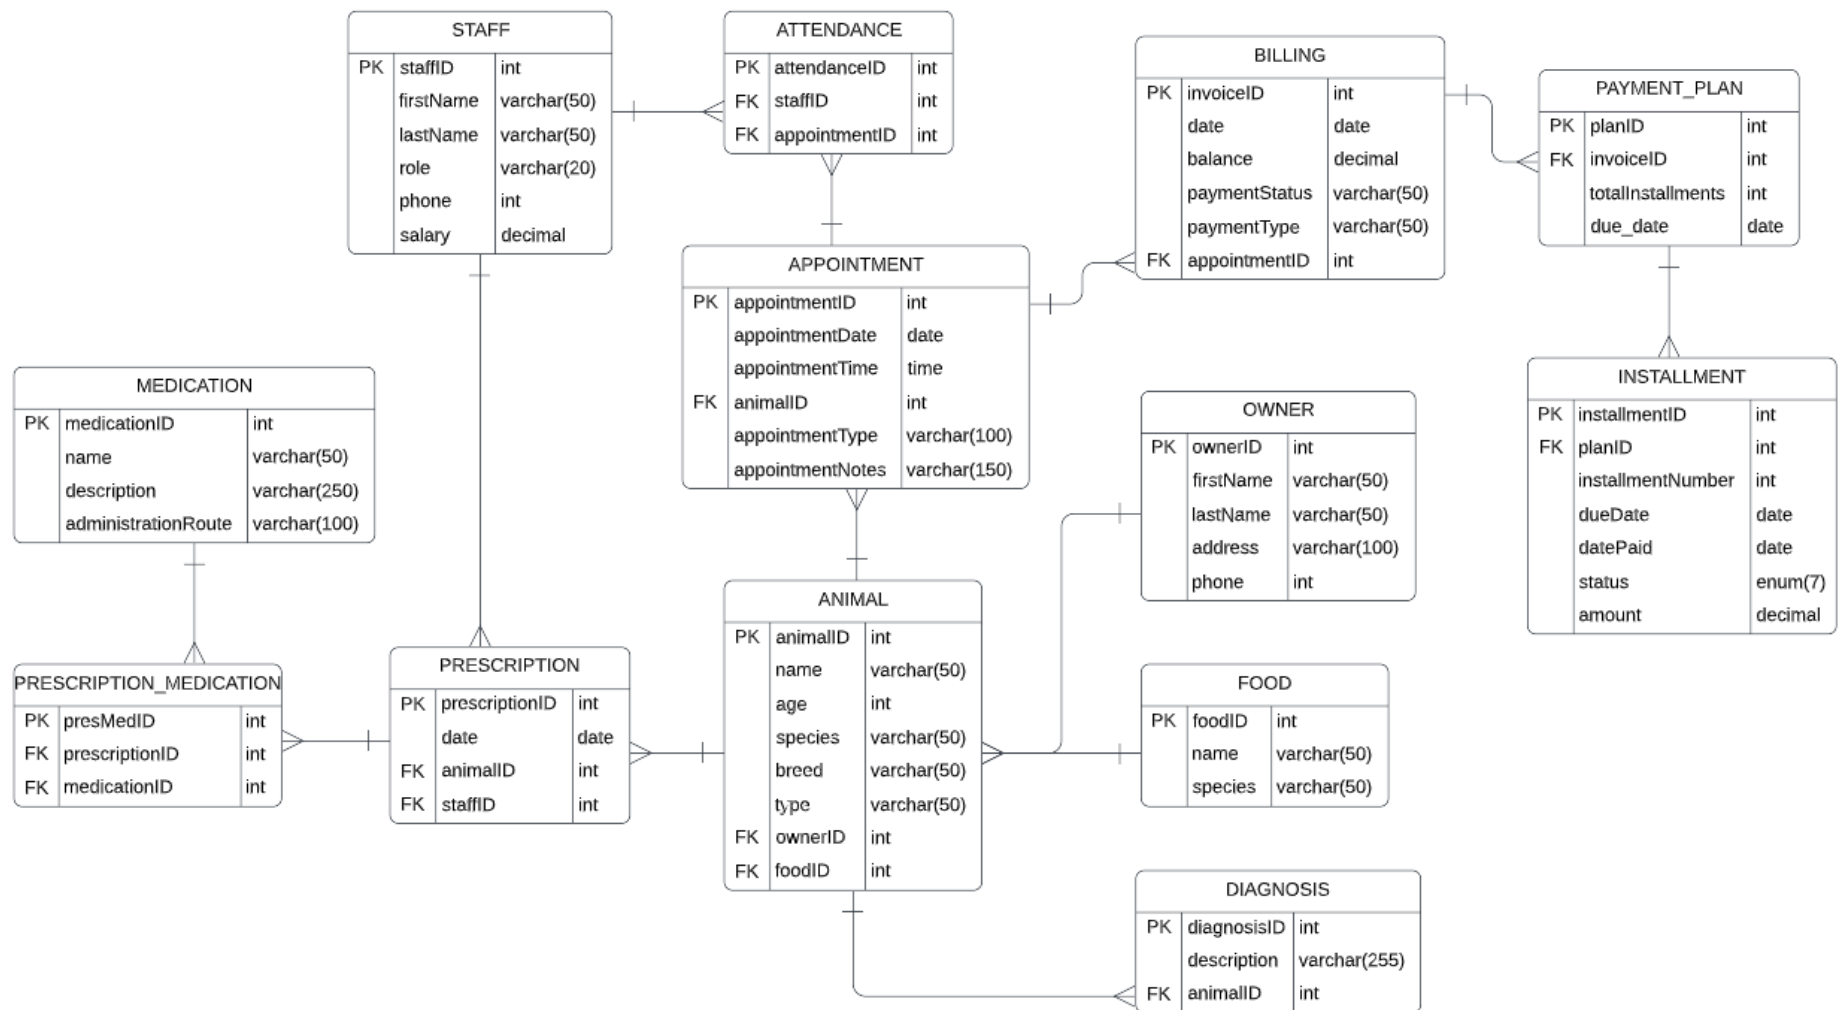 STAFF
PK staffID int
firstName varchar(50)
lastName varchar(50)
role varchar(20)
phone int
salary decimal
ATTENDANCE
PK attendanceID int
FK staffID int
FK appointmentID int
BILLING
PK invoiceID int
date date
balance decimal
paymentStatus varchar(50)
paymentType varchar(50)
FK appointmentID int
PAYMENT_PLAN
PK planID int
FK invoiceID int
totalInstallments int
due_date date
APPOINTMENT
PK appointmentID int
appointmentDate date
appointmentTime time
FK animalID int
appointmentType varchar(100)
appointmentNotes varchar(150)
MEDICATION
PK medicationID int
name varchar(50)
description varchar(250)
administrationRoute varchar(100)
OWNER
PK ownerID int
firstName varchar(50)
lastName varchar(50)
address varchar(100)
phone int
INSTALLMENT
PK installmentID int
FK planID int
installmentNumber int
dueDate date
datePaid date
status enum(7)
amount decimal
PRESCRIPTION_MEDICATION
PK presMedID int
FK prescriptionID int
FK medicationID int
PRESCRIPTION
PK prescriptionID int
date date
FK animalID int
FK staffID int
ANIMAL
PK animalID int
name varchar(50)
age int
species varchar(50)
breed varchar(50)
type varchar(50)
FK ownerID int
FK foodID int
FOOD
PK foodID int
name varchar(50)
species varchar(50)
DIAGNOSIS
PK diagnosisID int
description varchar(255)
FK animalID int